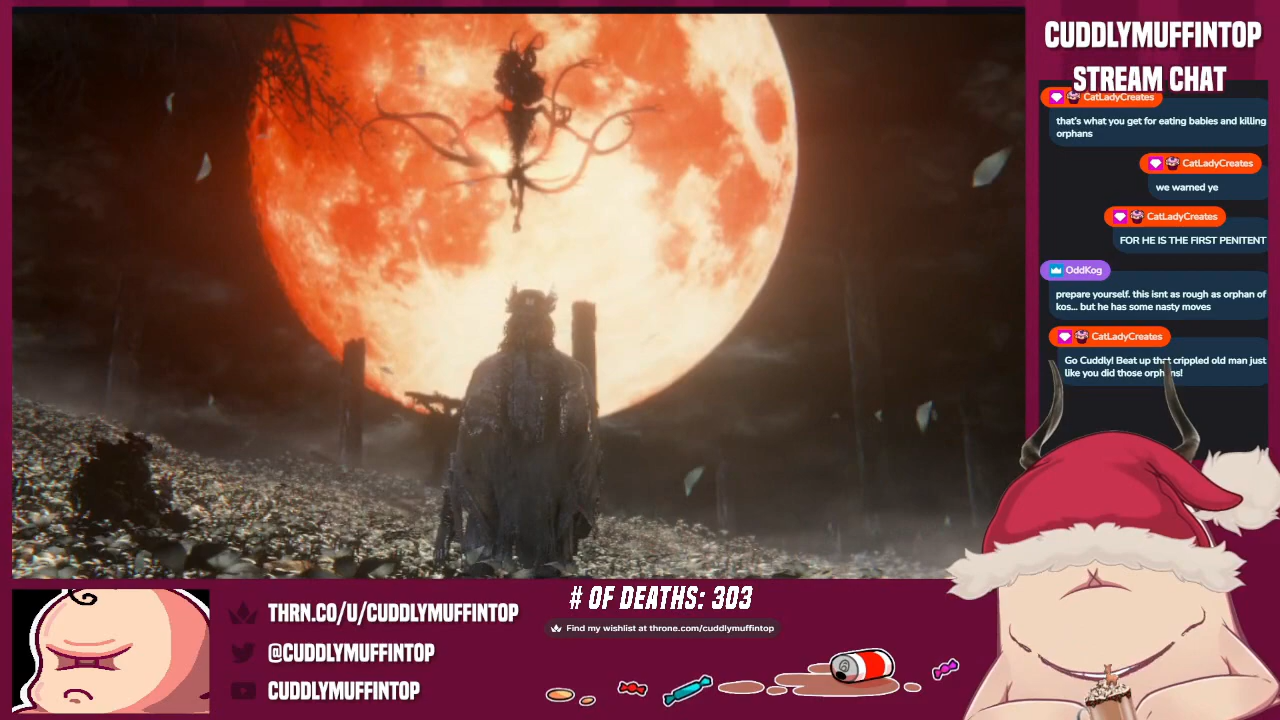 CUDDLYMUFFINTOP
STREAM CHAT
CatLadyCreates
that's what you get for eating babies and killing
orphans
CatLadyCreates
we warned ye
CatLadyCreates
FOR HE IS THE FIRST PENITENT
OddKog
prepare yourself. this isnt as rough as orphan of
kos... but he has some nasty moves
CatLadyCreates
Go Cuddly! Beat up that crippled old man just
like you did those orphans!
# OF DEATHS: 303
Find my wishlist at throne.com/cuddlymuffintop
THRN.CO/U/CUDDLYMUFFINTOP
@CUDDLYMUFFINTOP
CUDDLYMUFFINTOP